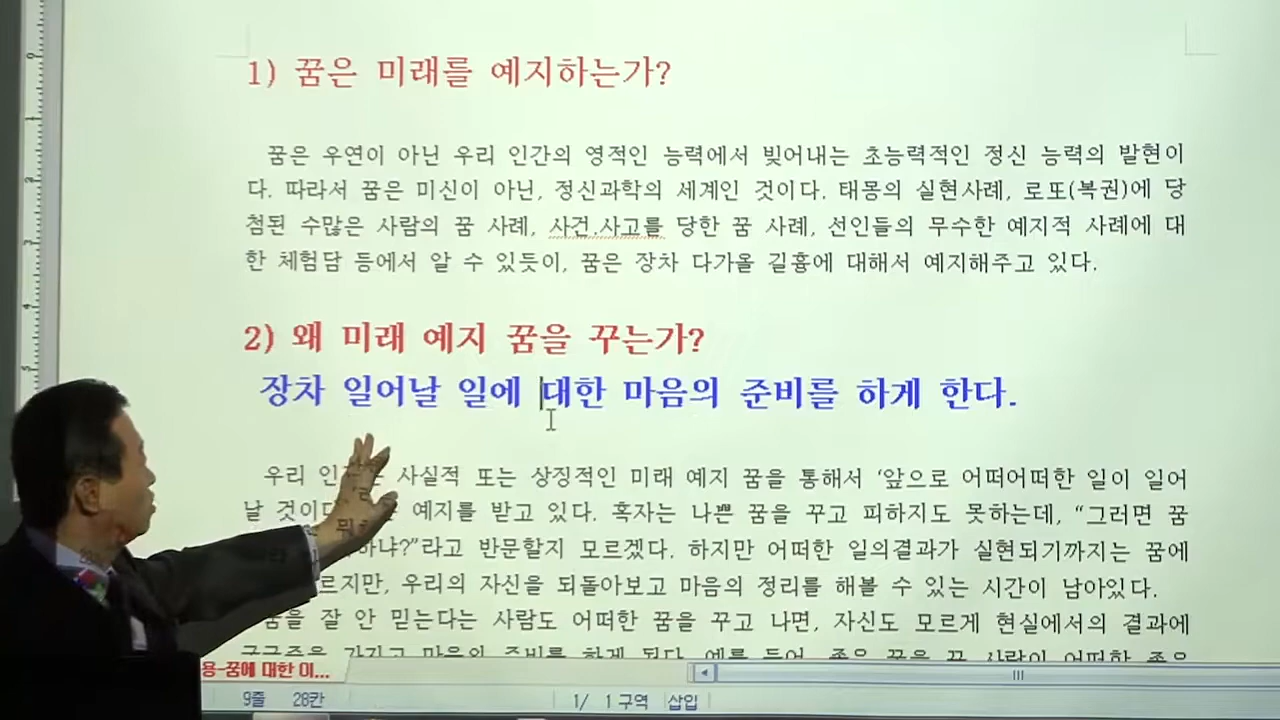 1) 꿈은 미래를 예지하는가?
꿈은 우연이 아닌 우리 인간의 영적인 능력에서 빚어내는 초능력적인 정신 능력의 발현이
다. 따라서 꿈은 미신이 아닌, 정신과학의 세계인 것이다. 태몽의 실현사례, 로또(복권)에 당
첨된 수많은 사람의 꿈 사례, 사건.사고를 당한 꿈 사례, 선인들의 무수한 예지적 사례에 대
한 체험담 등에서 알 수 있듯이, 꿈은 장차 다가올 길흉에 대해서 예지해주고 있다.
2) 왜 미래 예지 꿈을 꾸는가?
장차 일어날 일에 대한 마음의 준비를 하게 한다.
우리 사실적 또는 상징적인 미래 예지 꿈을 통해서 ‘앞으로 어떠어떠한 일이 일어
날 예지를 받고 있다. 혹자는 나쁜 꿈을 꾸고 피하지도 못하는데, “그러면 꿈
하냐?”라고 반문할지 모르겠다. 하지만 어떠한 일의결과가 실현되기까지는 꿈에
르지만, 우리의 자신을 되돌아보고 마음의 정리를 해볼 수 있는 시간이 남아있다.
꿈을 잘 안 믿는다는 사람도 어떠한 꿈을 꾸고 나면, 자신도 모르게 현실에서의 결과에
용-꿈에 대한 이...
9줄 28칸 1/ 1 구역 삽입